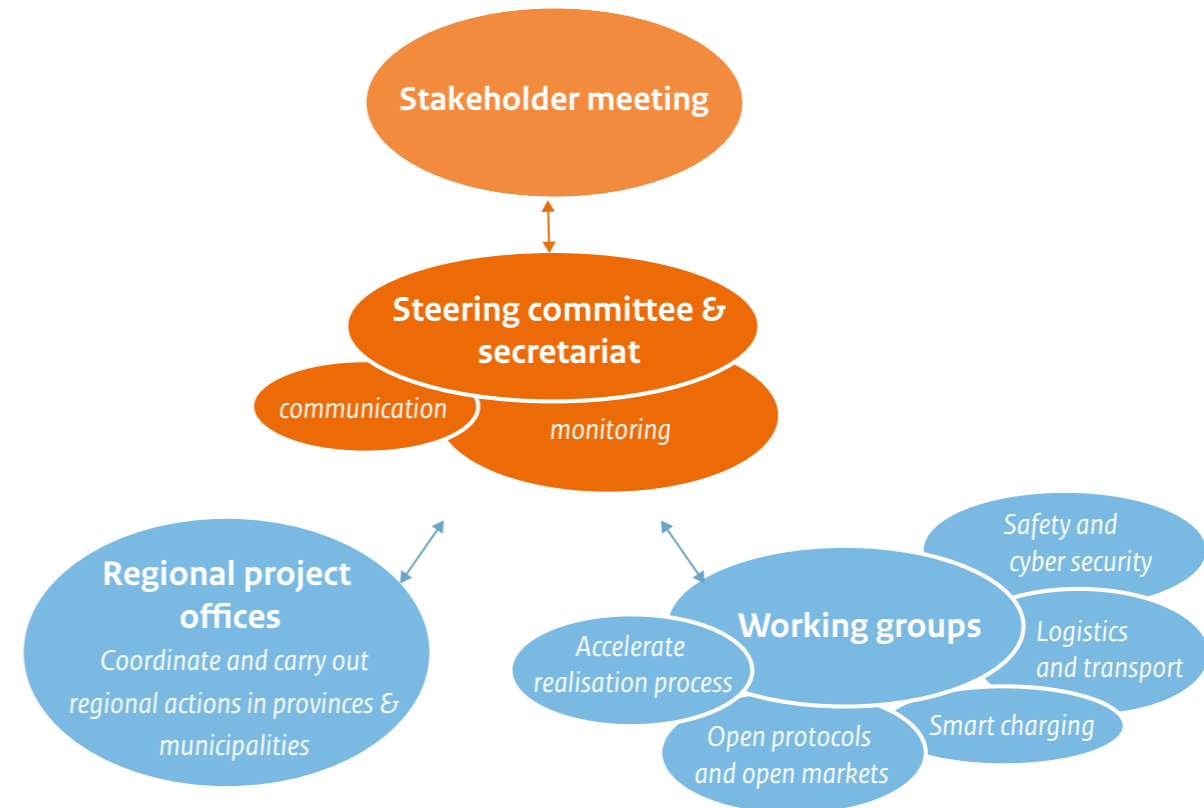 Stakeholder meeting
Steering committee &
secretariat
communication
monitoring
Regional project
offices
Coordinate and carry out
regional actions in provinces &
municipalities
Working groups
Safety and
cyber security
Logistics
and transport
Smart charging
Open protocols
and open markets
Accelerate
realisation process